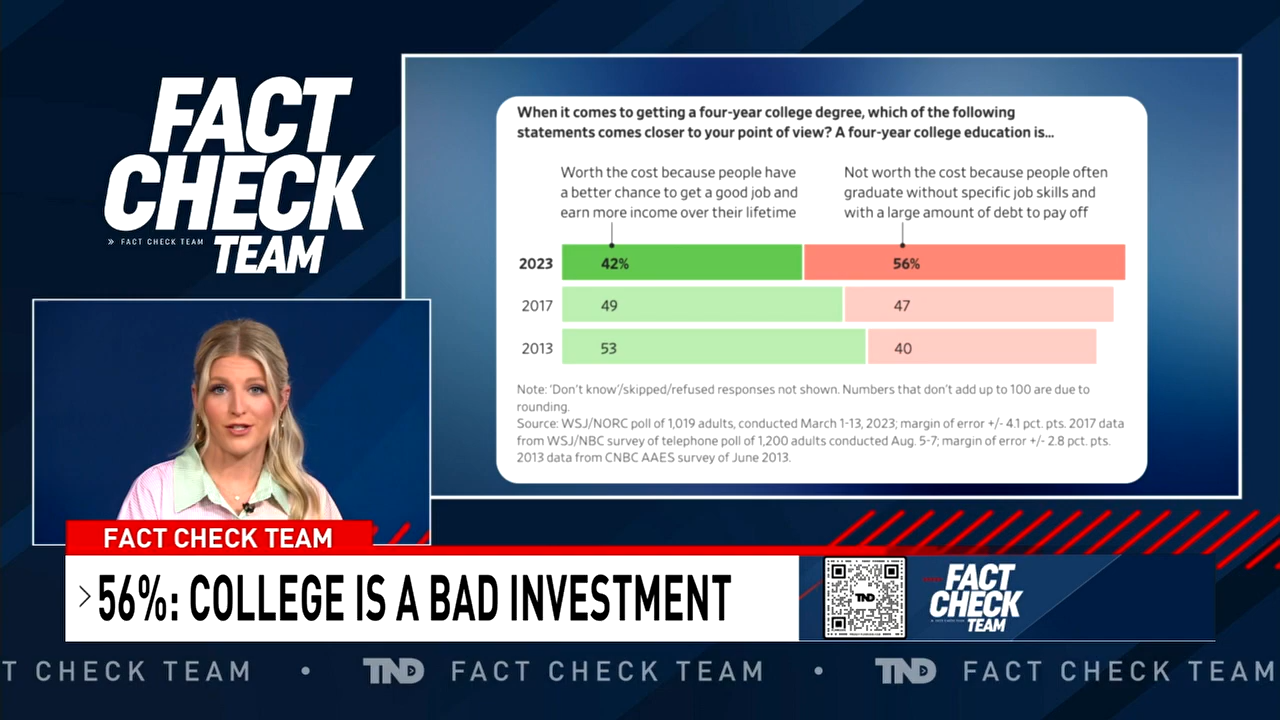 FACT
CHECK
» FACT CHECK TEAM
TEAM
When it comes to getting a four-year college degree, which of the following
statements comes closer to your point of view? A four-year college education is...
Worth the cost because people have
a better chance to get a good job and
earn more income over their lifetime
Not worth the cost because people often
graduate without specific job skills and
with a large amount of debt to pay off
2023 42% 56%
2017 49 47
2013 53 40
Note: 'Don't know'/skipped/refused responses not shown. Numbers that don't add up to 100 are due to
rounding.
Source: WSJ/NORC poll of 1,019 adults, conducted March 1-13, 2023; margin of error +/- 4.1 pct. pts. 2017 data
from WSJ/NBC survey of telephone poll of 1,200 adults conducted Aug. 5-7; margin of error +/- 2.8 pct. pts.
2013 data from CNBC AAES survey of June 2013.
FACT CHECK TEAM
>56%: COLLEGE IS A BAD INVESTMENT
TND
FACT
CHECK
TEAM
T CHECK TEAM • TND FACT CHECK TEAM • TND FACT CHECK TEAM